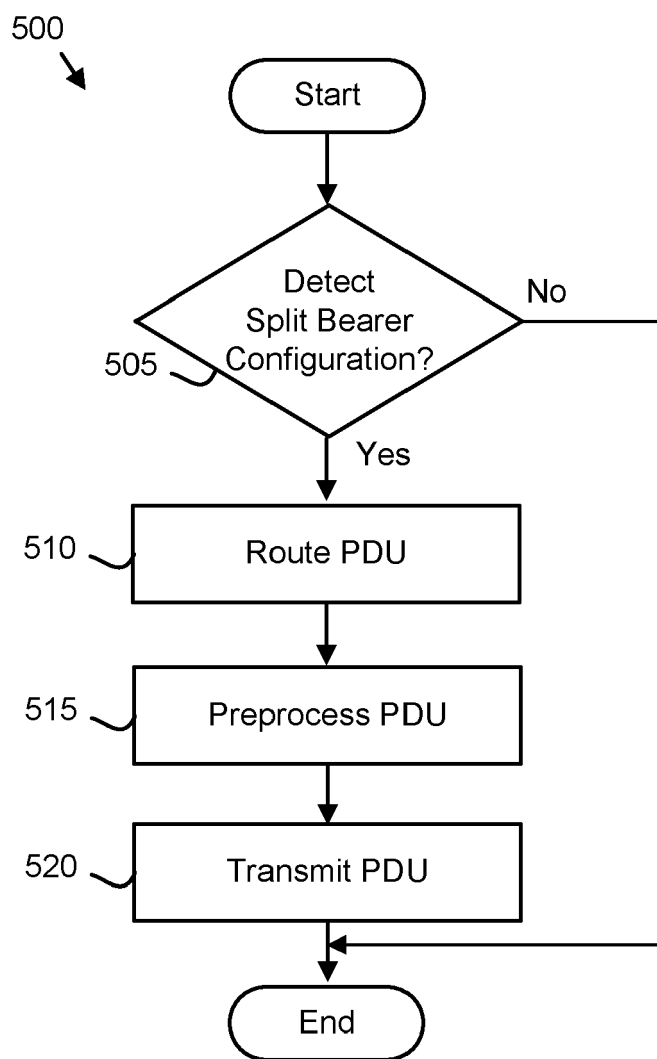 500
Start
Detect
Split Bearer
Configuration?
No
505
Yes
510
Route PDU
515
Preprocess PDU
520
Transmit PDU
End